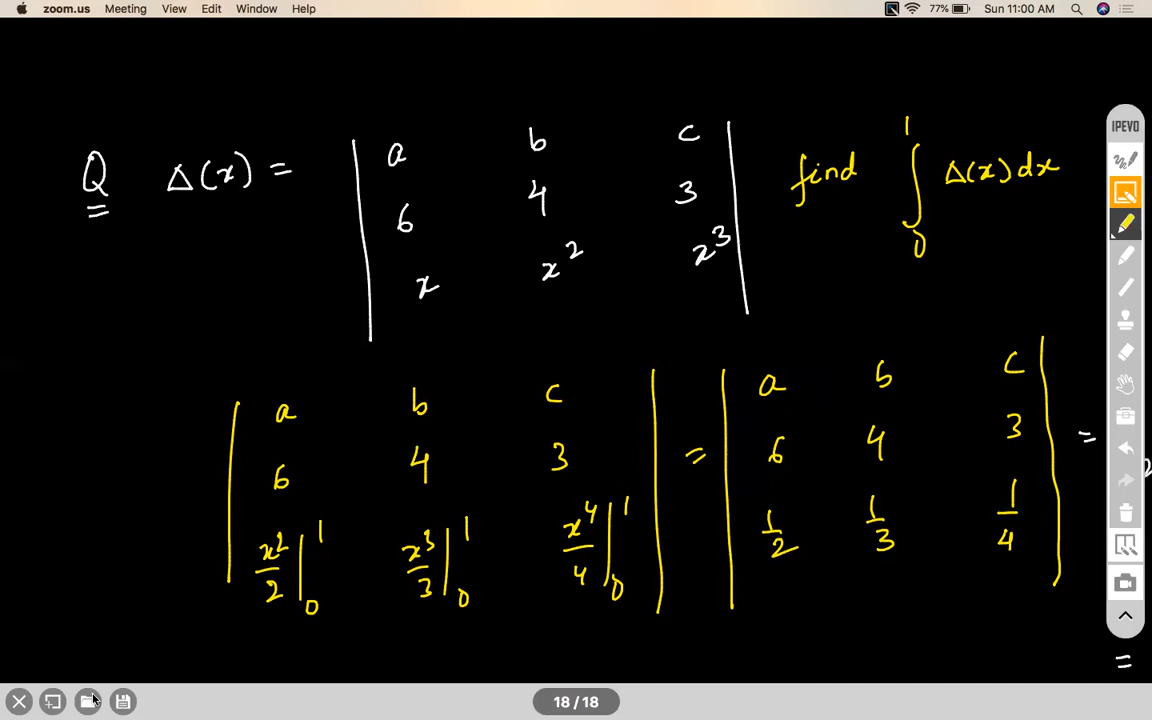 zoom.us Meeting View Edit Window Help 77% Sun 11:00 AM
Q Δ(x) = | a b c | find ∫₀¹ Δ(x) dx
| 6 4 3 |
| x x² x³ |
IPEVO
| a b c | = | a b c | =
| 6 4 3 | | 6 4 3 |
| x²/2|₀¹ x³/3|₀¹ x⁴/4|₀¹ | | 1/2 1/3 1/4 |
=
18 / 18